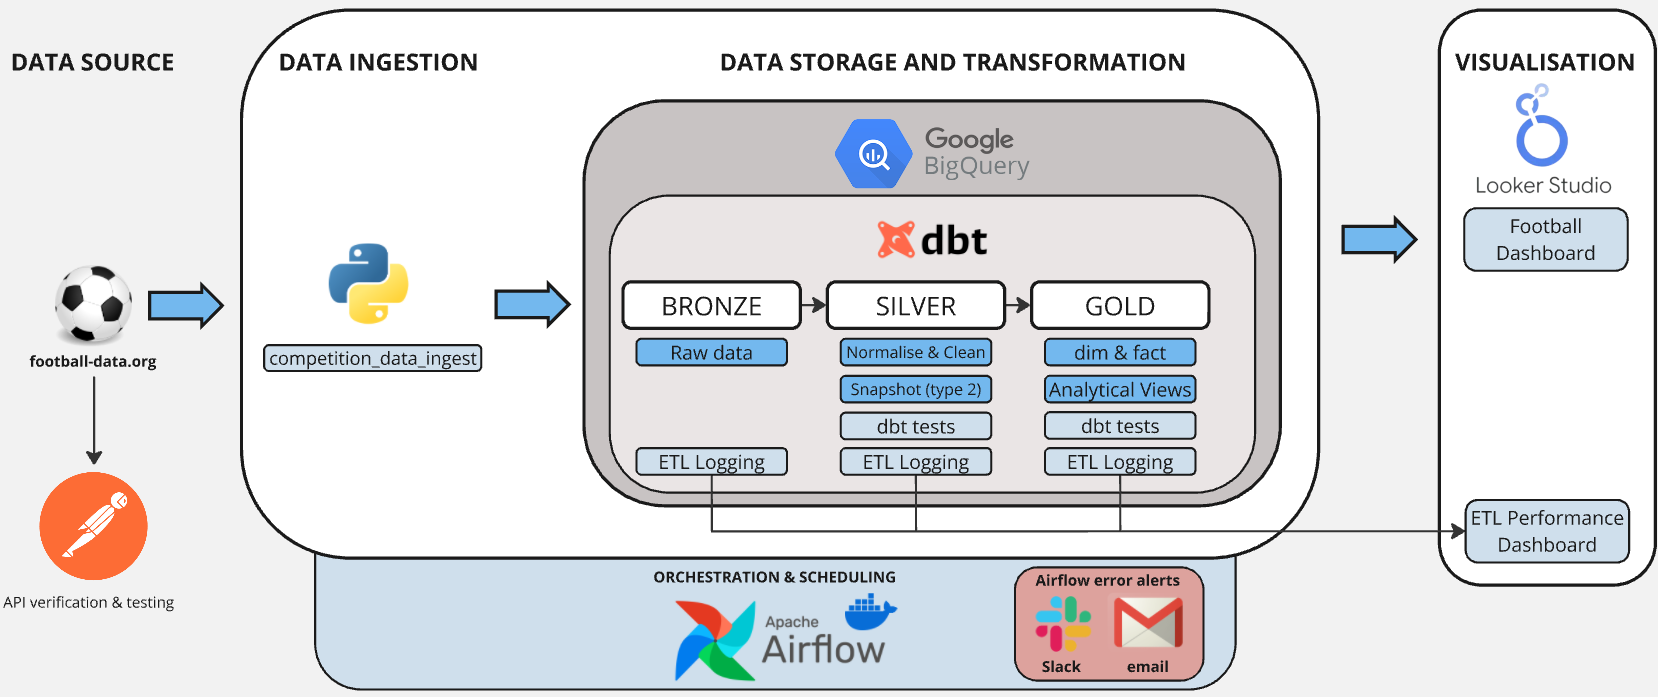 DATA SOURCE
DATA INGESTION
DATA STORAGE AND TRANSFORMATION
VISUALISATION
Google
BigQuery
Looker Studio
Football
Dashboard
dbt
BRONZE
SILVER
GOLD
football-data.org
competition_data_ingest
Raw data
Normalise & Clean
dim & fact
Snapshot (type 2)
Analytical Views
dbt tests
dbt tests
ETL Logging
ETL Logging
ETL Logging
ETL Performance
Dashboard
API verification & testing
ORCHESTRATION & SCHEDULING
Apache
Airflow
Airflow error alerts
Slack
email